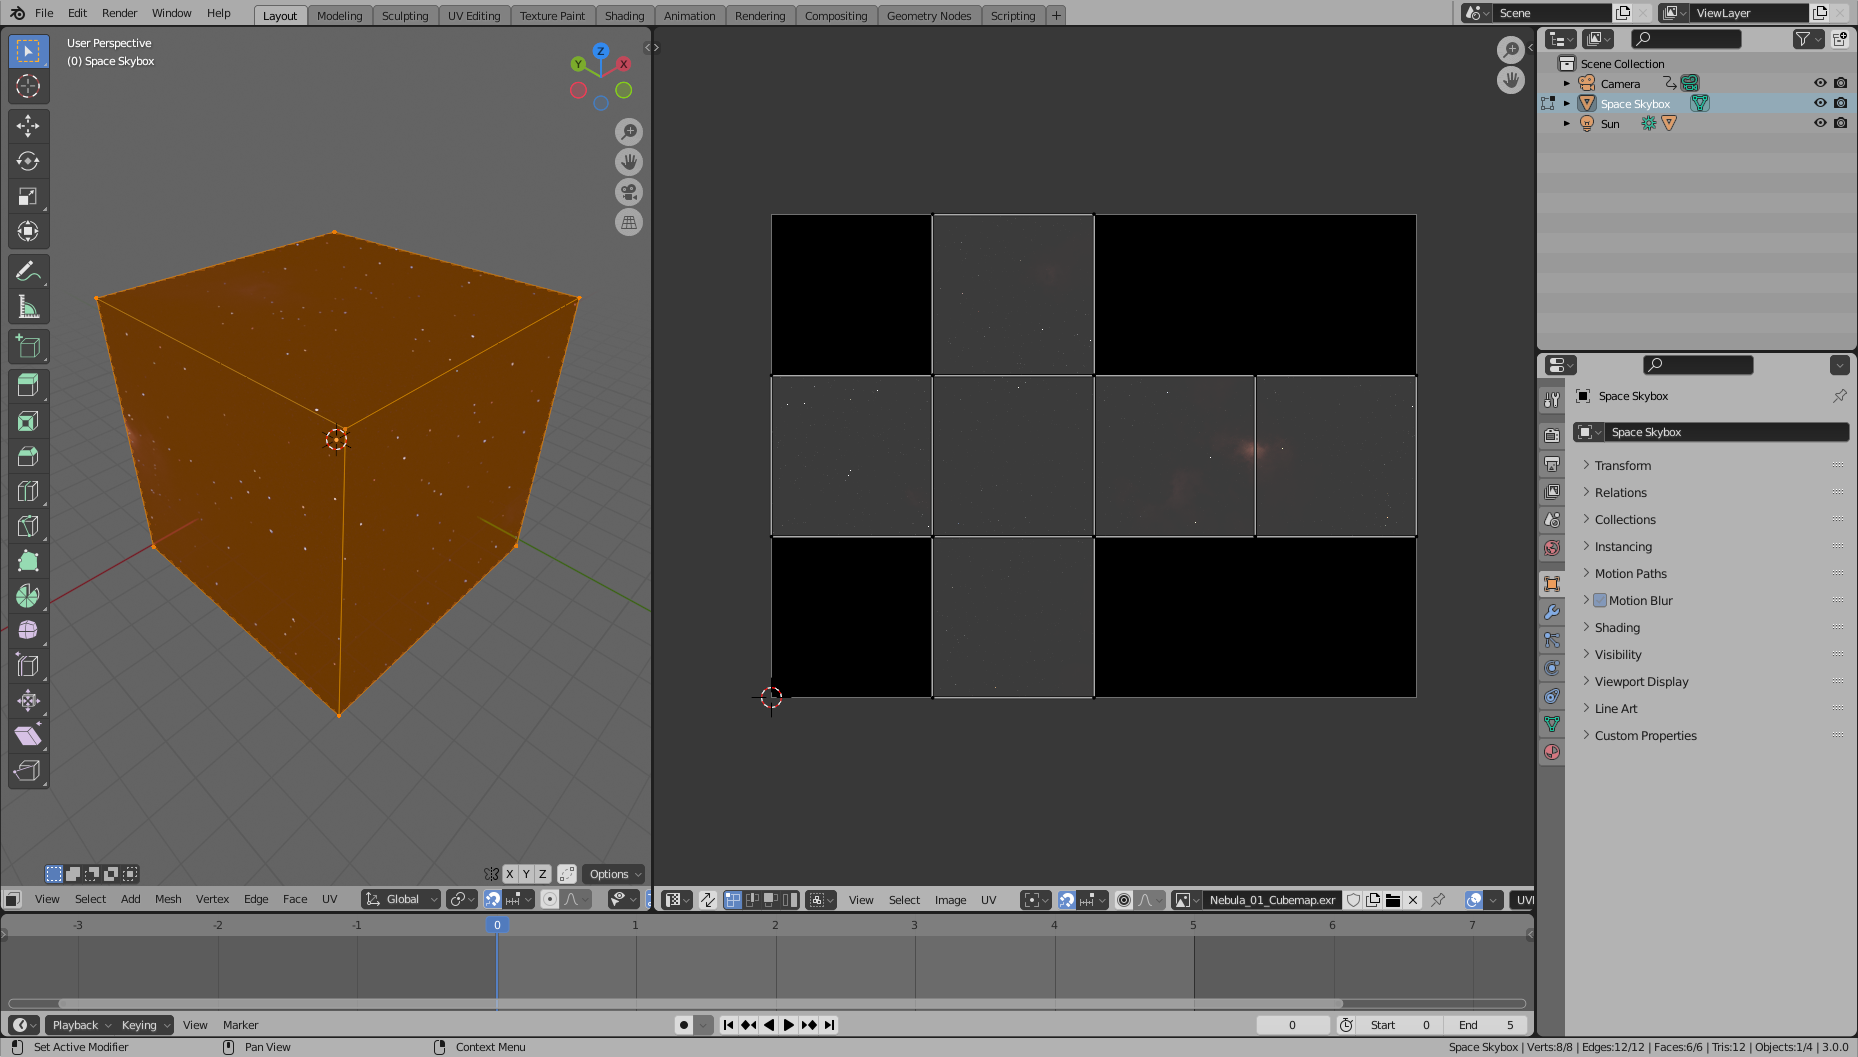 File Edit Render Window Help Layout Modeling Sculpting UV Editing Texture Paint Shading Animation Rendering Compositing Geometry Nodes Scripting Scene ViewLayer
User Perspective
(0) Space Skybox
Z
Y
X
Scene Collection
Camera
Space Skybox
Sun
Space Skybox
Space Skybox
Transform
Relations
Collections
Instancing
Motion Paths
Motion Blur
Shading
Visibility
Viewport Display
Line Art
Custom Properties
X Y Z Options
View Select Add Mesh Vertex Edge Face UV Global
View Select Image UV Nebula_01_Cubemap.exr UV
-3 -2 -1 0 1 2 3 4 5 6 7
Playback Keying View Marker 0 Start 0 End 5
Set Active Modifier Pan View Context Menu Space Skybox | Verts:8/8 | Edges:12/12 | Faces:6/6 | Tris:12 | Objects:1/4 | 3.0.0